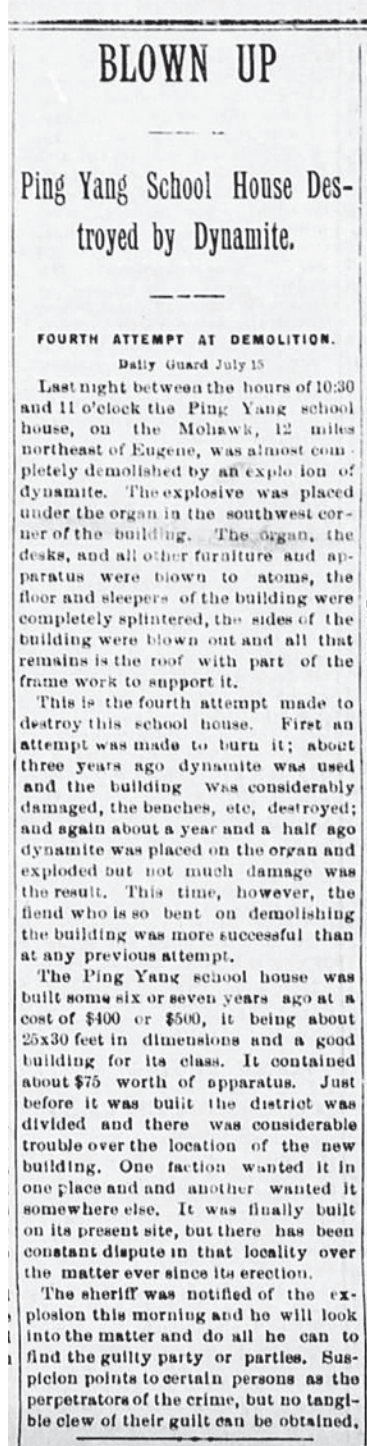 BLOWN UP
Ping Yang School House Des-
troyed by Dynamite.
FOURTH ATTEMPT AT DEMOLITION.
Daily Guard July 15
Last night between the hours of 10:30
and 11 o'clock the Ping Yang school
house, on the Mohawk, 12 miles
northeast of Eugene, was almost com-
pletely demolished by an explo ion of
dynamite. The explosive was placed
under the organ in the southwest cor-
ner of the building. The organ, the
desks, and all other furniture and ap-
paratus were blown to atoms, the
floor and sleepers of the building were
completely splintered, the sides of the
building were blown out and all that
remains is the roof with part of the
frame work to support it.
This is the fourth attempt made to
destroy this school house. First an
attempt was made to burn it; about
three years ago dynamite was used
and the building was considerably
damaged, the benches, etc, destroyed;
and again about a year and a half ago
dynamite was placed on the organ and
exploded but not much damage was
the result. This time, however, the
fiend who is so bent on demolishing
the building was more successful than
at any previous attempt.
The Ping Yang school house was
built some six or seven years ago at a
cost of $400 or $500, it being about
25x30 feet in dimensions and a good
building for its class. It contained
about $75 worth of apparatus. Just
before it was built the district was
divided and there was considerable
trouble over the location of the new
building. One faction wanted it in
one place and and another wanted it
somewhere else. It was finally built
on its present site, but there has been
constant dispute in that locality over
the matter ever since its erection.
The sheriff was notified of the ex-
plosion this morning and he will look
into the matter and do all he can to
find the guilty party or parties. Sus-
picion points to certain persons as the
perpetrators of the crime, but no tangi-
ble clew of their guilt can be obtained.